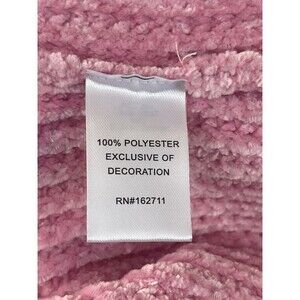 100% POLYESTER
EXCLUSIVE OF
DECORATION
RN#162711